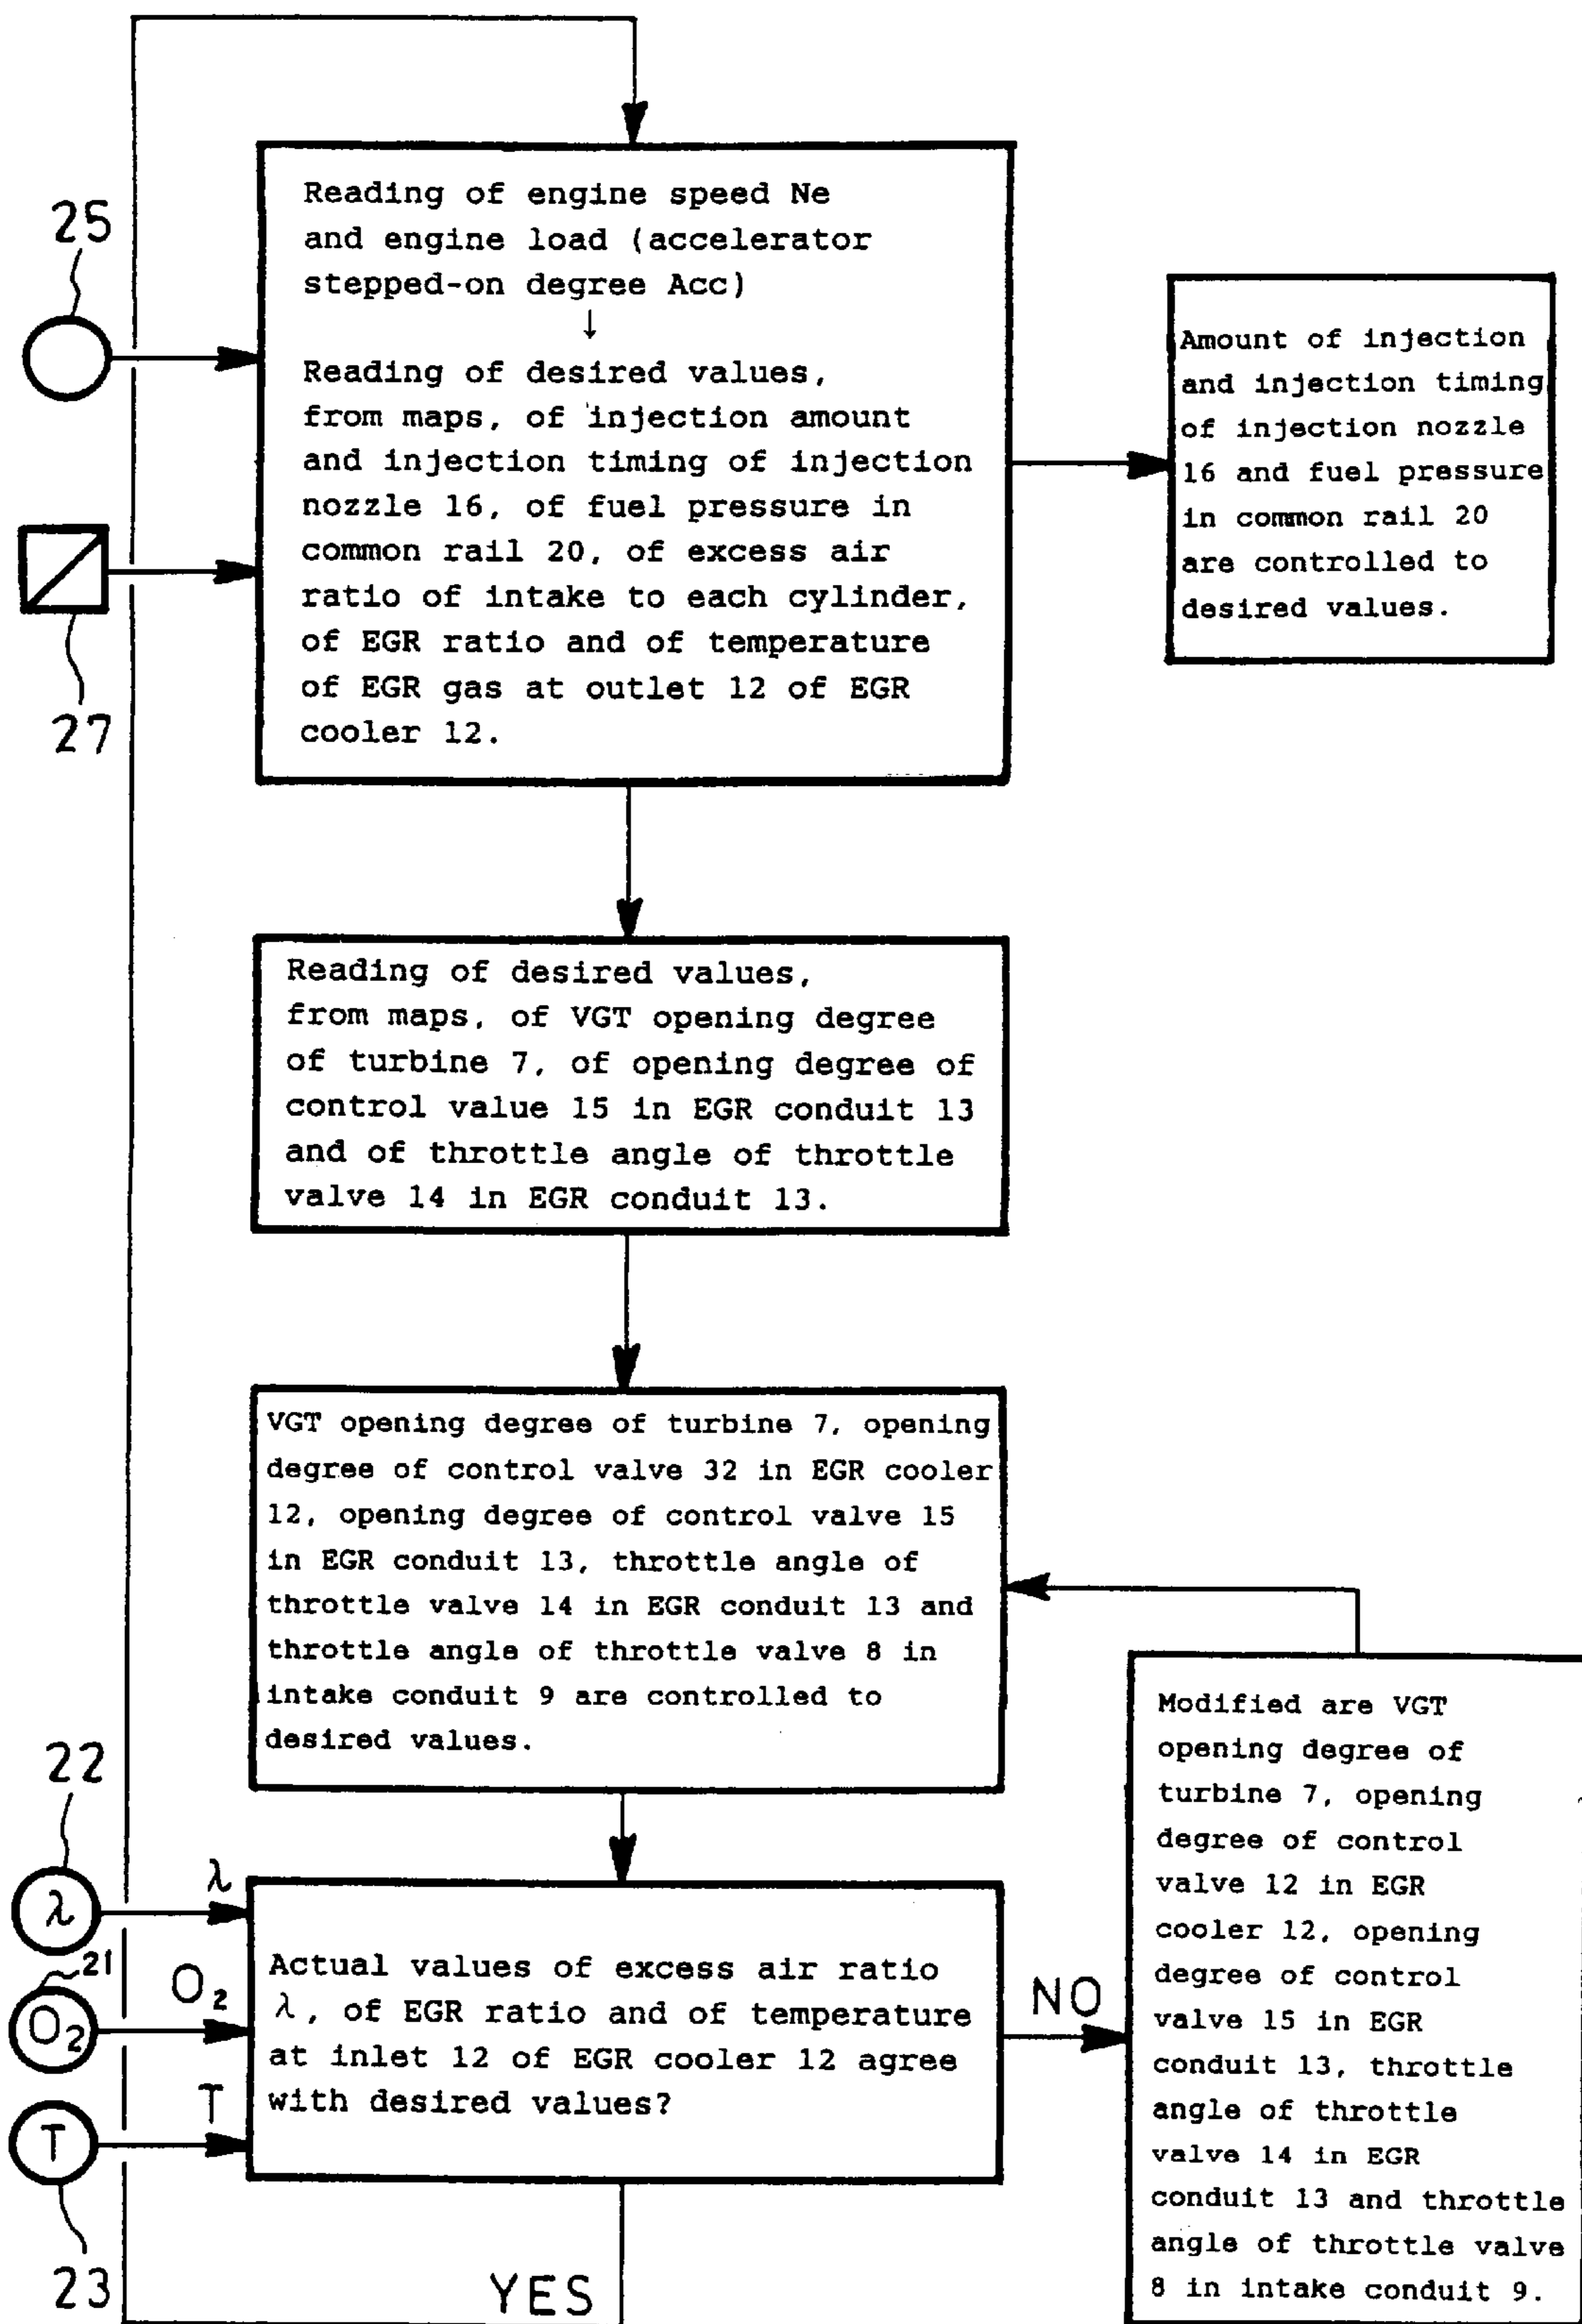 25
27
Reading of engine speed Ne
and engine load (accelerator
stepped-on degree Acc)
↓
Reading of desired values,
from maps, of injection amount
and injection timing of injection
nozzle 16, of fuel pressure in
common rail 20, of excess air
ratio of intake to each cylinder,
of EGR ratio and of temperature
of EGR gas at outlet 12 of EGR
cooler 12.
Amount of injection
and injection timing
of injection nozzle
16 and fuel pressure
in common rail 20
are controlled to
desired values.
Reading of desired values,
from maps, of VGT opening degree
of turbine 7, of opening degree of
control value 15 in EGR conduit 13
and of throttle angle of throttle
valve 14 in EGR conduit 13.
VGT opening degree of turbine 7, opening
degree of control valve 32 in EGR cooler
12, opening degree of control valve 15
in EGR conduit 13, throttle angle of
throttle valve 14 in EGR conduit 13 and
throttle angle of throttle valve 8 in
intake conduit 9 are controlled to
desired values.
22
λ
λ
21
O2
O2
T
T
23
Actual values of excess air ratio
λ, of EGR ratio and of temperature
at inlet 12 of EGR cooler 12 agree
with desired values?
NO
YES
Modified are VGT
opening degree of
turbine 7, opening
degree of control
valve 12 in EGR
cooler 12, opening
degree of control
valve 15 in EGR
conduit 13, throttle
angle of throttle
valve 14 in EGR
conduit 13 and throttle
angle of throttle valve
8 in intake conduit 9.